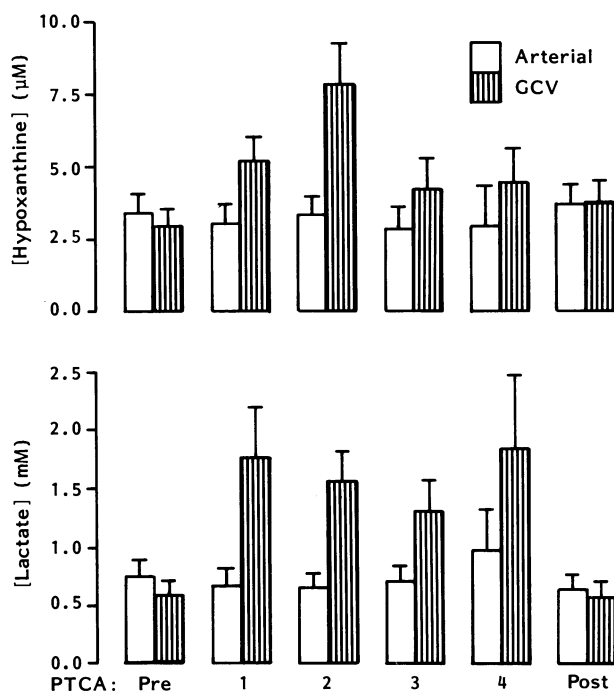 10.0
7.5
5.0
2.5
0.0
[Hypoxanthine] (μM)
Arterial
GCV
2.5
2.0
1.5
1.0
0.5
0.0
[Lactate] (mM)
PTCA: Pre 1 2 3 4 Post